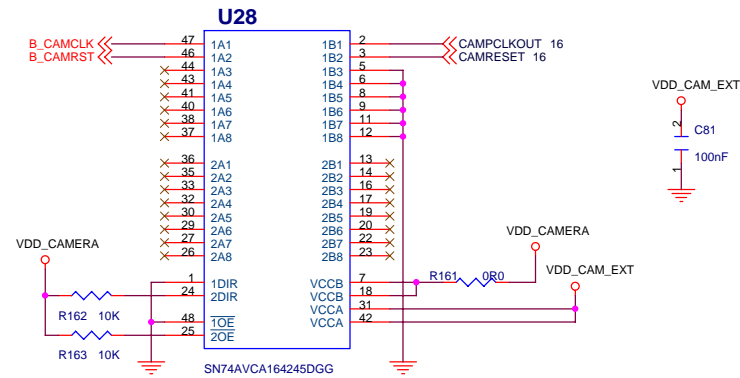 U28
B_CAMCLK 47 1A1 1B1 2 CAMPCLKOUT 16
B_CAMRST 46 1A2 1B2 3 CAMRESET 16
44 1A3 1B3 5
43 1A4 1B4 6
41 1A5 1B5 8
40 1A6 1B6 9
38 1A7 1B7 11
37 1A8 1B8 12
VDD_CAM_EXT
2
C81
100nF
1
36 2A1 2B1 13
35 2A2 2B2 14
33 2A3 2B3 16
32 2A4 2B4 17
30 2A5 2B5 19
29 2A6 2B6 20
27 2A7 2B7 22
26 2A8 2B8 23
VDD_CAMERA
VDD_CAMERA
VDD_CAM_EXT
1 1DIR VCCB 7 R161 0R0
24 2DIR VCCB 18
VCCA 31
R162 10K
48 1OE VCCA 42
25 2OE
R163 10K
SN74AVCA164245DGG